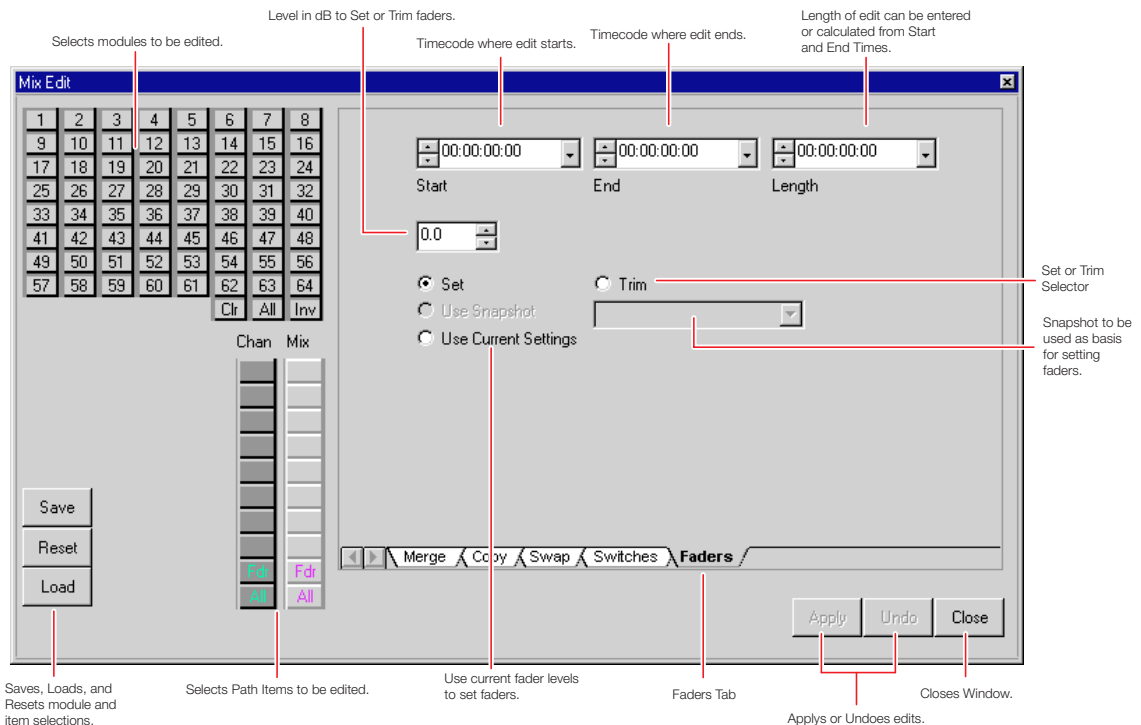 Level in dB to Set or Trim faders.
Length of edit can be entered
or calculated from Start
and End Times.
Selects modules to be edited.
Timecode where edit starts.
Timecode where edit ends.
Mix Edit
1 2 3 4 5 6 7 8
9 10 11 12 13 14 15 16
17 18 19 20 21 22 23 24
25 26 27 28 29 30 31 32
33 34 35 36 37 38 39 40
41 42 43 44 45 46 47 48
49 50 51 52 53 54 55 56
57 58 59 60 61 62 63 64
Clr All Inv
00:00:00:00 00:00:00:00 00:00:00:00
Start End Length
0.0
Set Trim
Use Snapshot
Use Current Settings
Set or Trim
Selector
Snapshot to be
used as basis
for setting
faders.
Chan Mix
Fdr Fdr
All All
Save
Reset
Load
Merge Copy Swap Switches Faders
Apply Undo Close
Saves, Loads, and
Resets module and
item selections.
Selects Path Items to be edited.
Use current fader levels
to set faders.
Faders Tab
Closes Window.
Applys or Undoes edits.